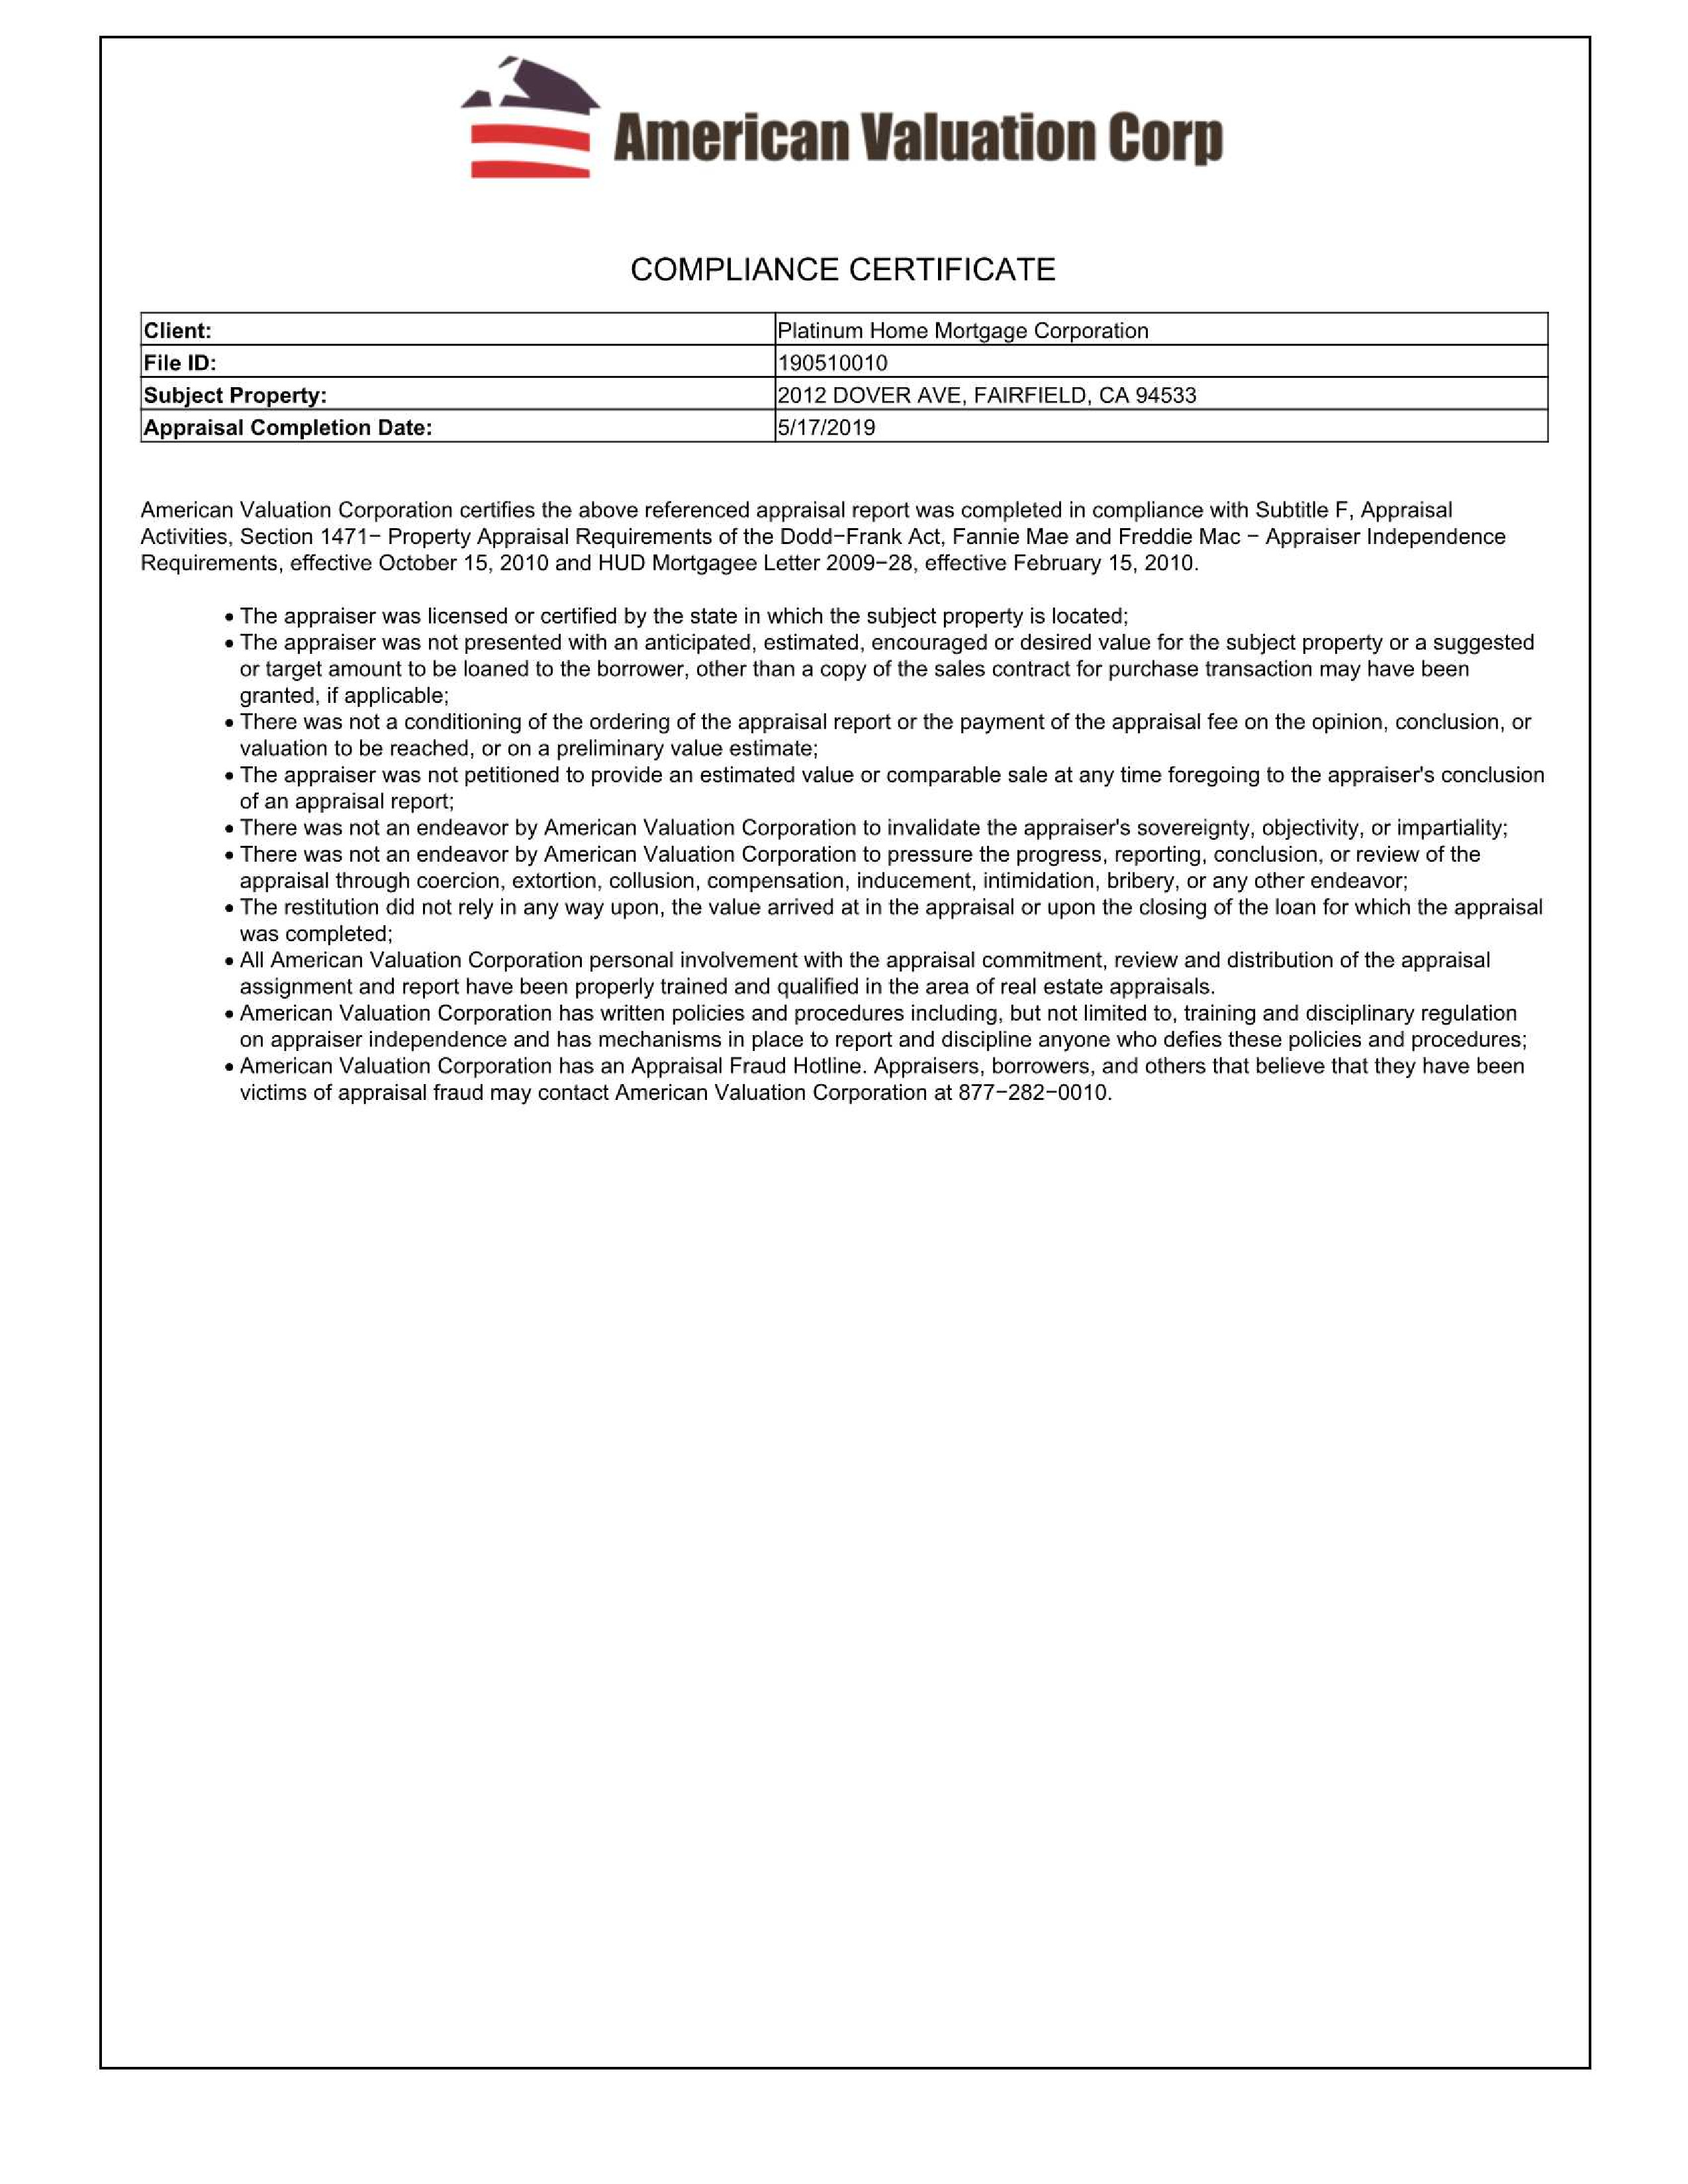 American Valuation Corp
COMPLIANCE CERTIFICATE
Client: Platinum Home Mortgage Corporation
File ID: 190510010
Subject Property: 2012 DOVER AVE, FAIRFIELD, CA 94533
Appraisal Completion Date: 5/17/2019
American Valuation Corporation certifies the above referenced appraisal report was completed in compliance with Subtitle F, Appraisal
Activities, Section 1471− Property Appraisal Requirements of the Dodd−Frank Act, Fannie Mae and Freddie Mac − Appraiser Independence
Requirements, effective October 15, 2010 and HUD Mortgagee Letter 2009−28, effective February 15, 2010.
• The appraiser was licensed or certified by the state in which the subject property is located;
• The appraiser was not presented with an anticipated, estimated, encouraged or desired value for the subject property or a suggested
or target amount to be loaned to the borrower, other than a copy of the sales contract for purchase transaction may have been
granted, if applicable;
• There was not a conditioning of the ordering of the appraisal report or the payment of the appraisal fee on the opinion, conclusion, or
valuation to be reached, or on a preliminary value estimate;
• The appraiser was not petitioned to provide an estimated value or comparable sale at any time foregoing to the appraiser's conclusion
of an appraisal report;
• There was not an endeavor by American Valuation Corporation to invalidate the appraiser's sovereignty, objectivity, or impartiality;
• There was not an endeavor by American Valuation Corporation to pressure the progress, reporting, conclusion, or review of the
appraisal through coercion, extortion, collusion, compensation, inducement, intimidation, bribery, or any other endeavor;
• The restitution did not rely in any way upon, the value arrived at in the appraisal or upon the closing of the loan for which the appraisal
was completed;
• All American Valuation Corporation personal involvement with the appraisal commitment, review and distribution of the appraisal
assignment and report have been properly trained and qualified in the area of real estate appraisals.
• American Valuation Corporation has written policies and procedures including, but not limited to, training and disciplinary regulation
on appraiser independence and has mechanisms in place to report and discipline anyone who defies these policies and procedures;
• American Valuation Corporation has an Appraisal Fraud Hotline. Appraisers, borrowers, and others that believe that they have been
victims of appraisal fraud may contact American Valuation Corporation at 877−282−0010.